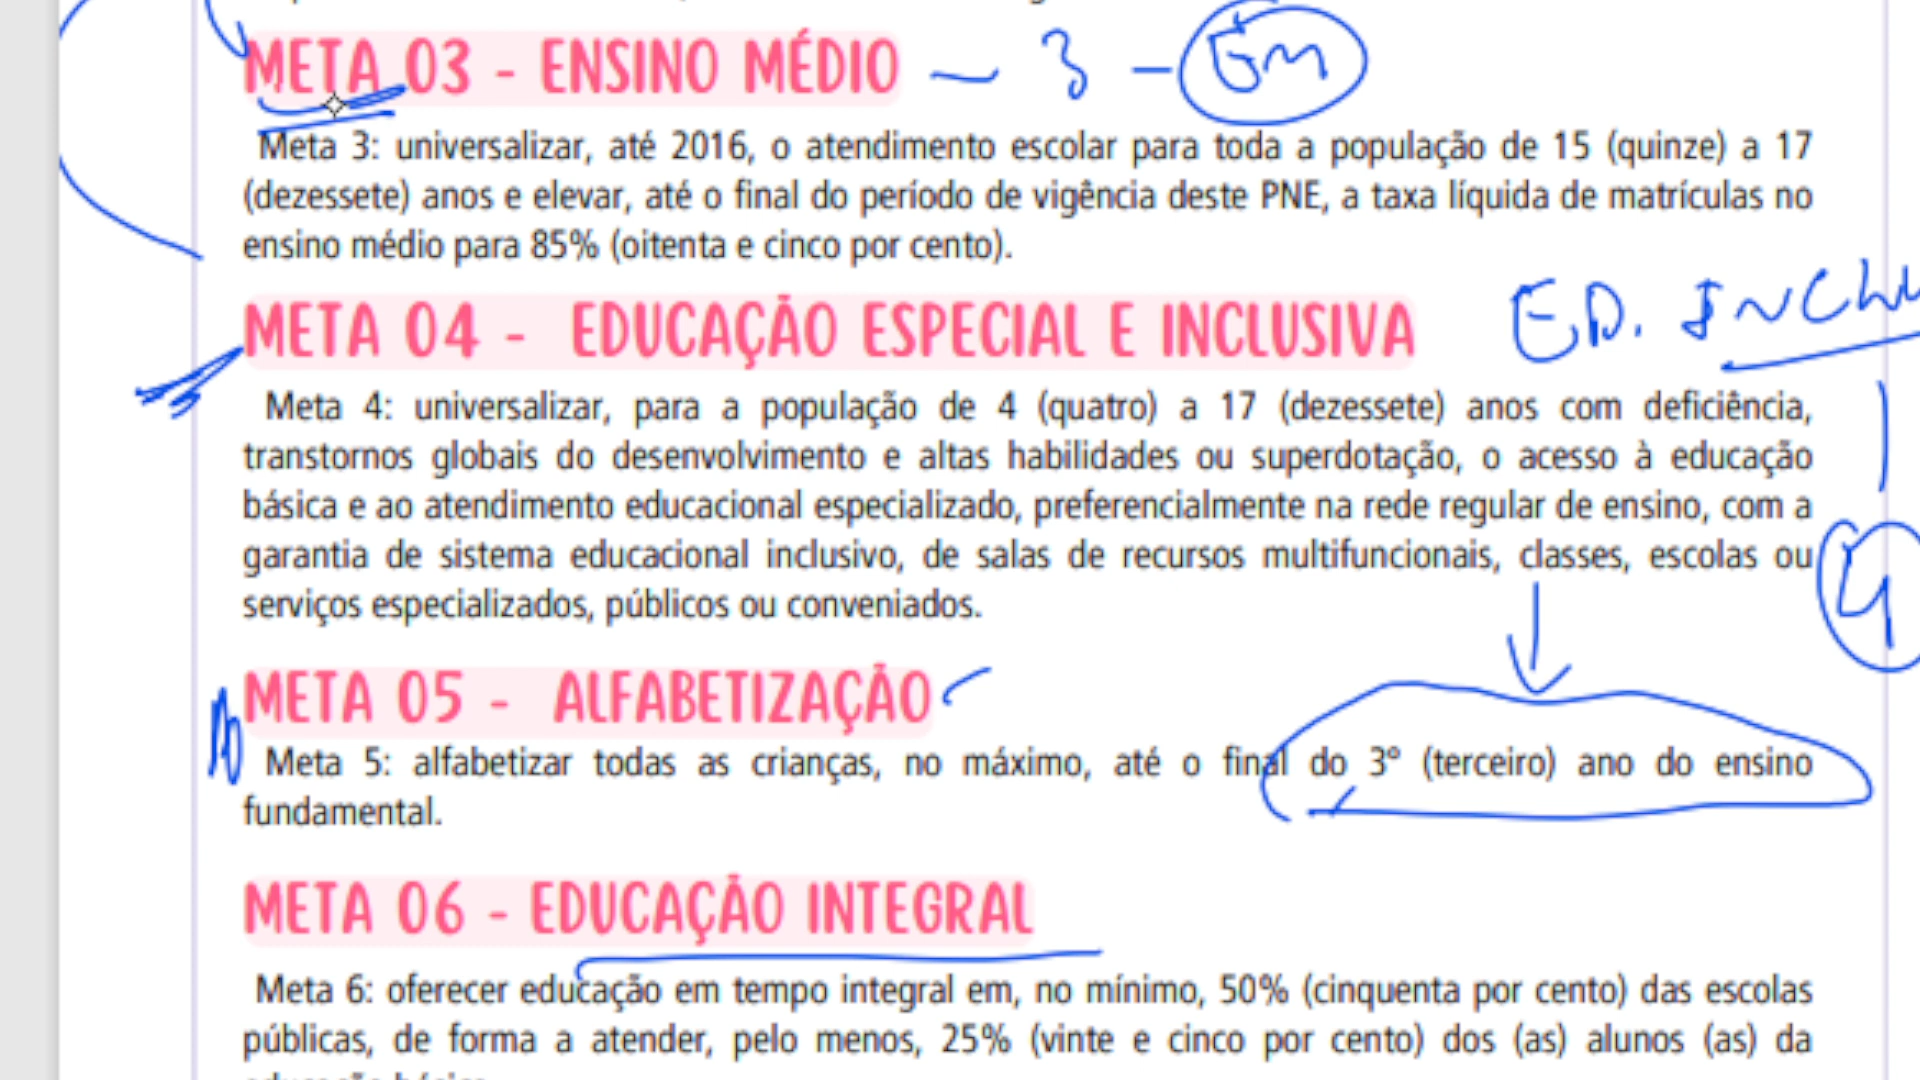 META 03 - ENSINO MÉDIO - 3 - EM
Meta 3: universalizar, até 2016, o atendimento escolar para toda a população de 15 (quinze) a 17
(dezessete) anos e elevar, até o final do período de vigência deste PNE, a taxa líquida de matrículas no
ensino médio para 85% (oitenta e cinco por cento).
META 04 - EDUCAÇÃO ESPECIAL E INCLUSIVA ED. INCLU
Meta 4: universalizar, para a população de 4 (quatro) a 17 (dezessete) anos com deficiência,
transtornos globais do desenvolvimento e altas habilidades ou superdotação, o acesso à educação
básica e ao atendimento educacional especializado, preferencialmente na rede regular de ensino, com a
garantia de sistema educacional inclusivo, de salas de recursos multifuncionais, classes, escolas ou
4
serviços especializados, públicos ou conveniados.
META 05 - ALFABETIZAÇÃO
Meta 5: alfabetizar todas as crianças, no máximo, até o final do 3º (terceiro) ano do ensino
fundamental.
META 06 - EDUCAÇÃO INTEGRAL
Meta 6: oferecer educação em tempo integral em, no mínimo, 50% (cinquenta por cento) das escolas
públicas, de forma a atender, pelo menos, 25% (vinte e cinco por cento) dos (as) alunos (as) da